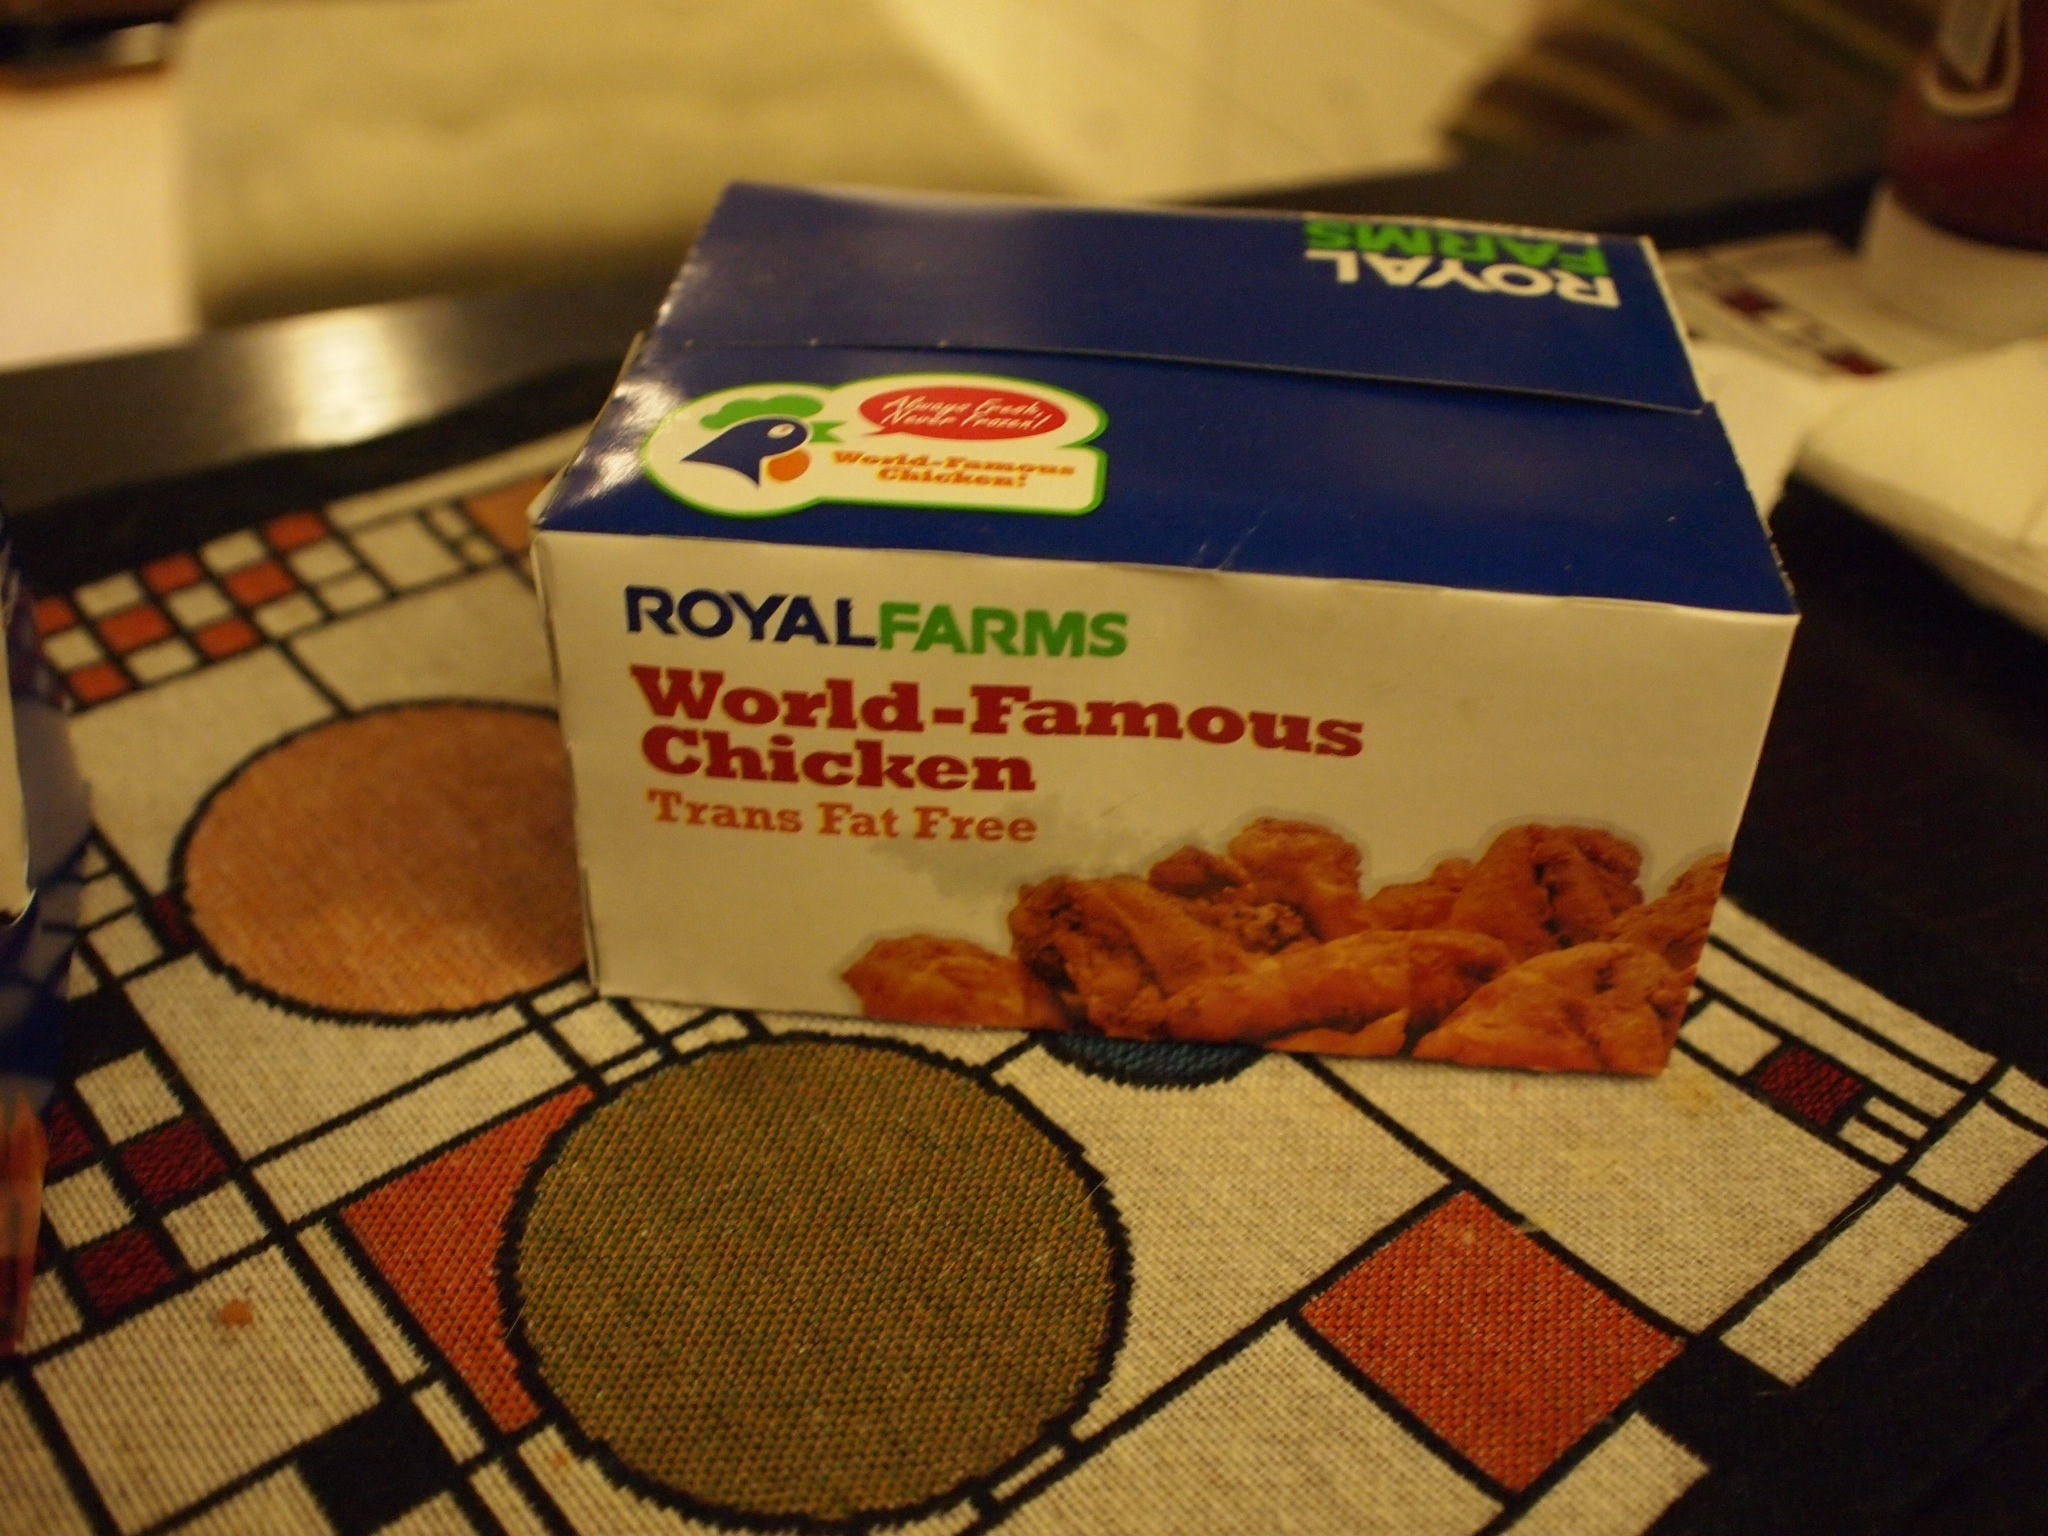 ROYAL
FARMS
Always Fresh,
Never Frozen!
World-Famous
Chicken!
ROYALFARMS
World-Famous
Chicken
Trans Fat Free